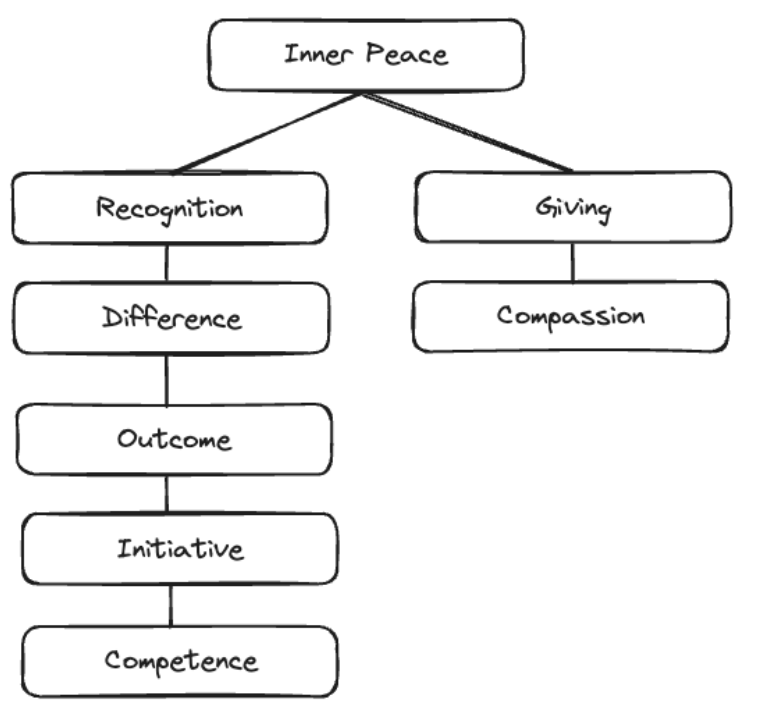 Inner Peace
Recognition
Giving
Difference
Compassion
Outcome
Initiative
Competence